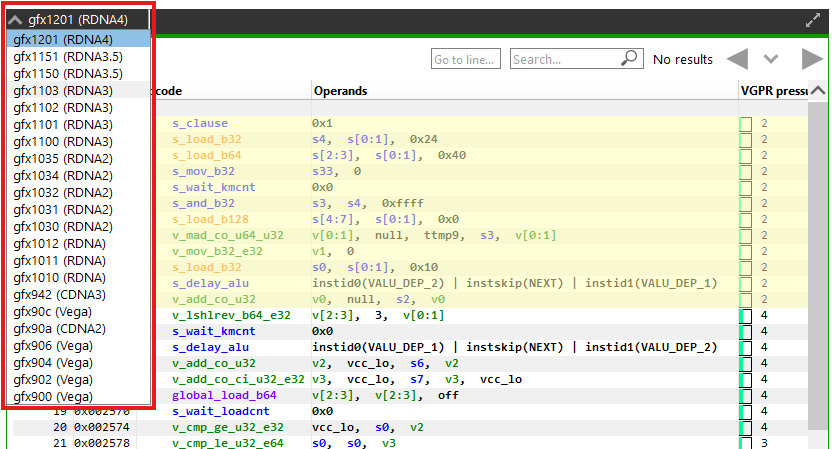 gfx1201 (RDNA4)
gfx1201 (RDNA4)
gfx1151 (RDNA3.5)
gfx1150 (RDNA3.5)
gfx1103 (RDNA3)
gfx1102 (RDNA3)
gfx1101 (RDNA3)
gfx1100 (RDNA3)
gfx1035 (RDNA2)
gfx1034 (RDNA2)
gfx1032 (RDNA2)
gfx1031 (RDNA2)
gfx1030 (RDNA2)
gfx1012 (RDNA)
gfx1011 (RDNA)
gfx1010 (RDNA)
gfx942 (CDNA3)
gfx90c (Vega)
gfx90a (CDNA2)
gfx906 (Vega)
gfx904 (Vega)
gfx902 (Vega)
gfx900 (Vega)
Go to line... Search... No results
code Operands VGPR pressu
s_clause 0x1 2
s_load_b32 s4, s[0:1], 0x24 2
s_load_b64 s[2:3], s[0:1], 0x40 2
s_mov_b32 s33, 0 2
s_wait_kmcnt 0x0 2
s_and_b32 s3, s4, 0xffff 2
s_load_b128 s[4:7], s[0:1], 0x0 2
v_mad_co_u64_u32 v[0:1], null, ttmp9, s3, v[0:1] 2
v_mov_b32_e32 v1, 0 2
s_load_b32 s0, s[0:1], 0x10 2
s_delay_alu instid0(VALU_DEP_2) | instskip(NEXT) | instid1(VALU_DEP_1) 2
v_add_co_u32 v0, null, s2, v0 2
v_lshlrev_b64_e32 v[2:3], 3, v[0:1] 4
s_wait_kmcnt 0x0 4
s_delay_alu instid0(VALU_DEP_1) | instskip(NEXT) | instid1(VALU_DEP_2) 4
v_add_co_u32 v2, vcc_lo, s6, v2 4
v_add_co_ci_u32_e32 v3, vcc_lo, s7, v3, vcc_lo 4
global_load_b64 v[2:3], v[2:3], off 4
19 0x002570 s_wait_loadcnt 0x0 4
20 0x002574 v_cmp_ge_u32_e32 vcc_lo, s0, v2 4
21 0x002578 v_cmp_le_u32_e64 s0, s0, v3 3